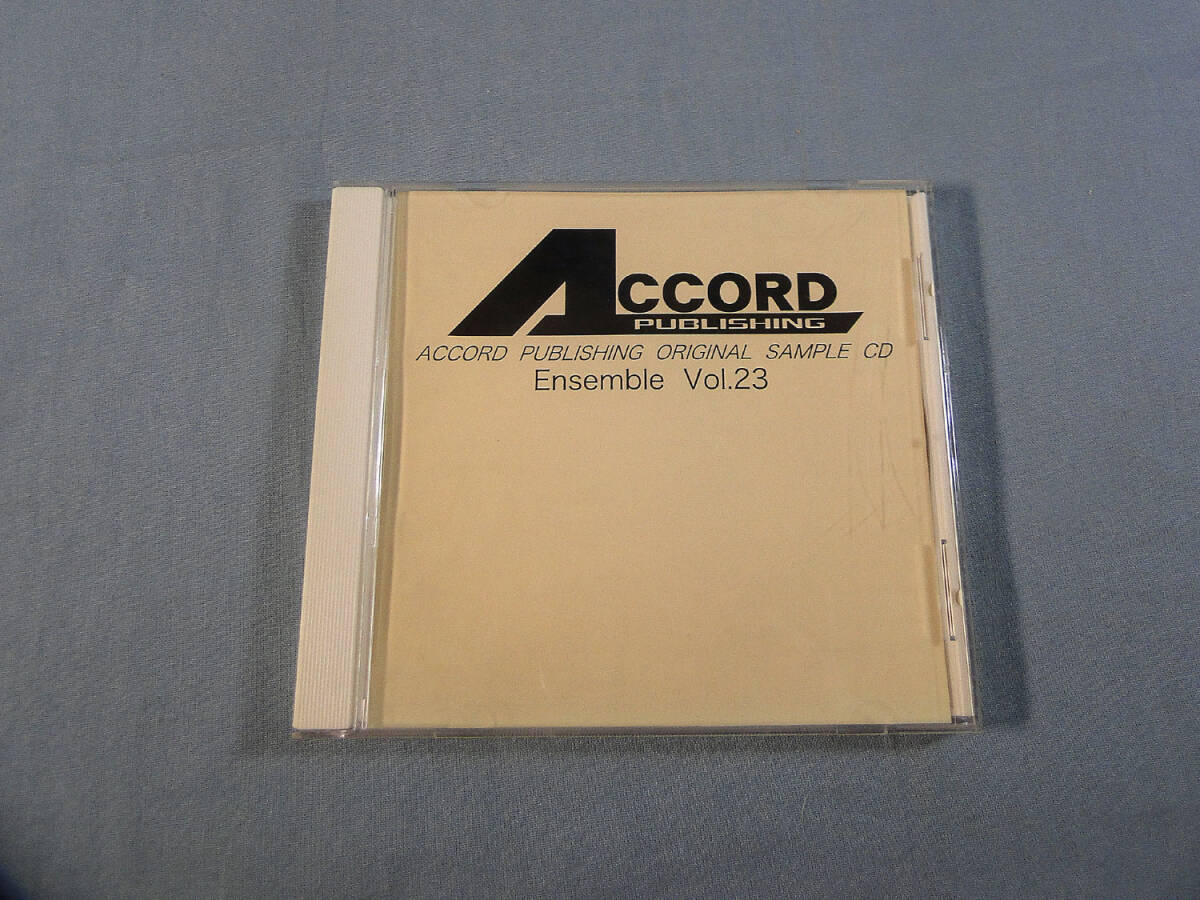 ACCORD
PUBLISHING
ACCORD PUBLISHING ORIGINAL SAMPLE CD
Ensemble Vol.23